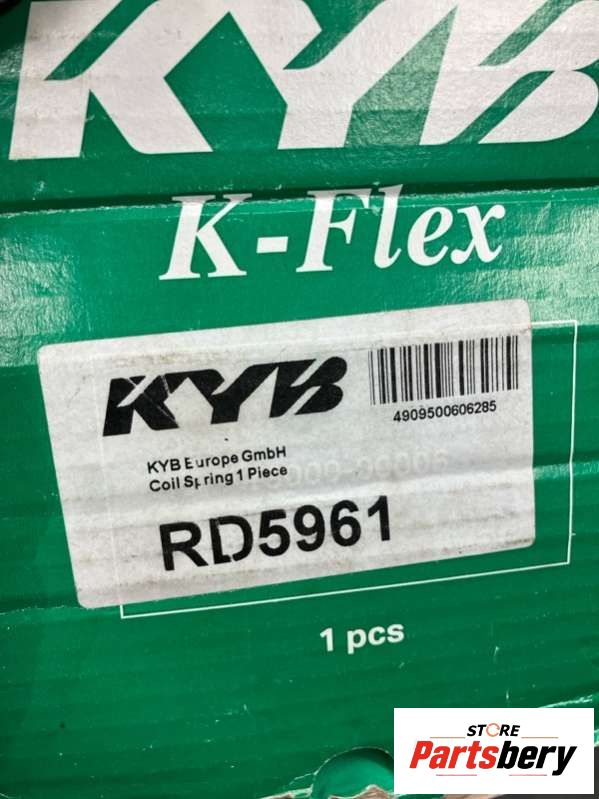 KYB
K-Flex
KYB
4909500606285
KYB Europe GmbH
Coil Spring 1 Piece
RD5961
1 pcs
STORE
Partsbery